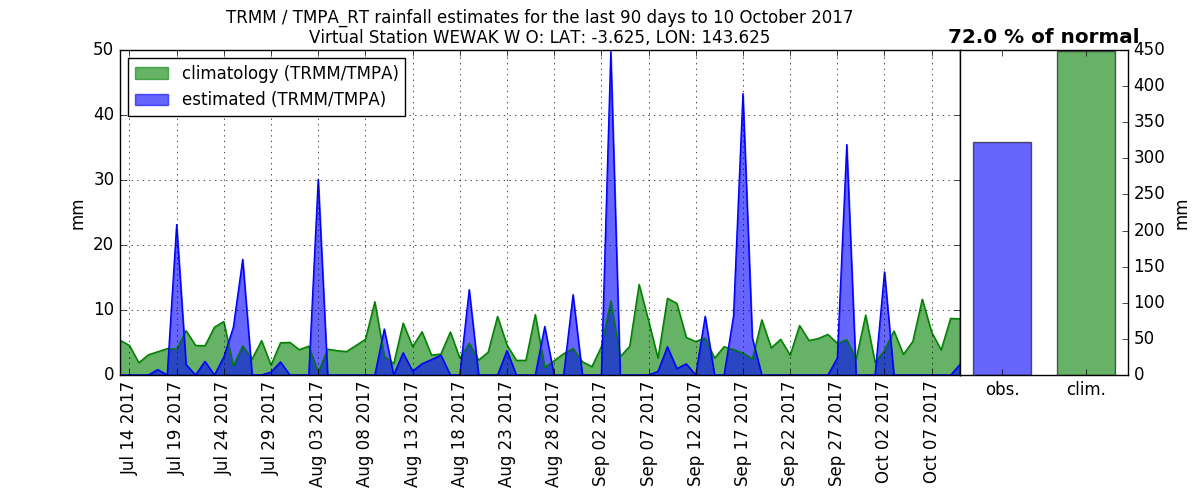 TRMM / TMPA_RT rainfall estimates for the last 90 days to 10 October 2017
Virtual Station WEWAK W O: LAT: -3.625, LON: 143.625
72.0 % of normal
climatology (TRMM/TMPA)
estimated (TRMM/TMPA)
mm
50
40
30
20
10
0
Jul 14 2017
Jul 19 2017
Jul 24 2017
Jul 29 2017
Aug 03 2017
Aug 08 2017
Aug 13 2017
Aug 18 2017
Aug 23 2017
Aug 28 2017
Sep 02 2017
Sep 07 2017
Sep 12 2017
Sep 17 2017
Sep 22 2017
Sep 27 2017
Oct 02 2017
Oct 07 2017
450
400
350
300
250
200
150
100
50
0
mm
obs.
clim.